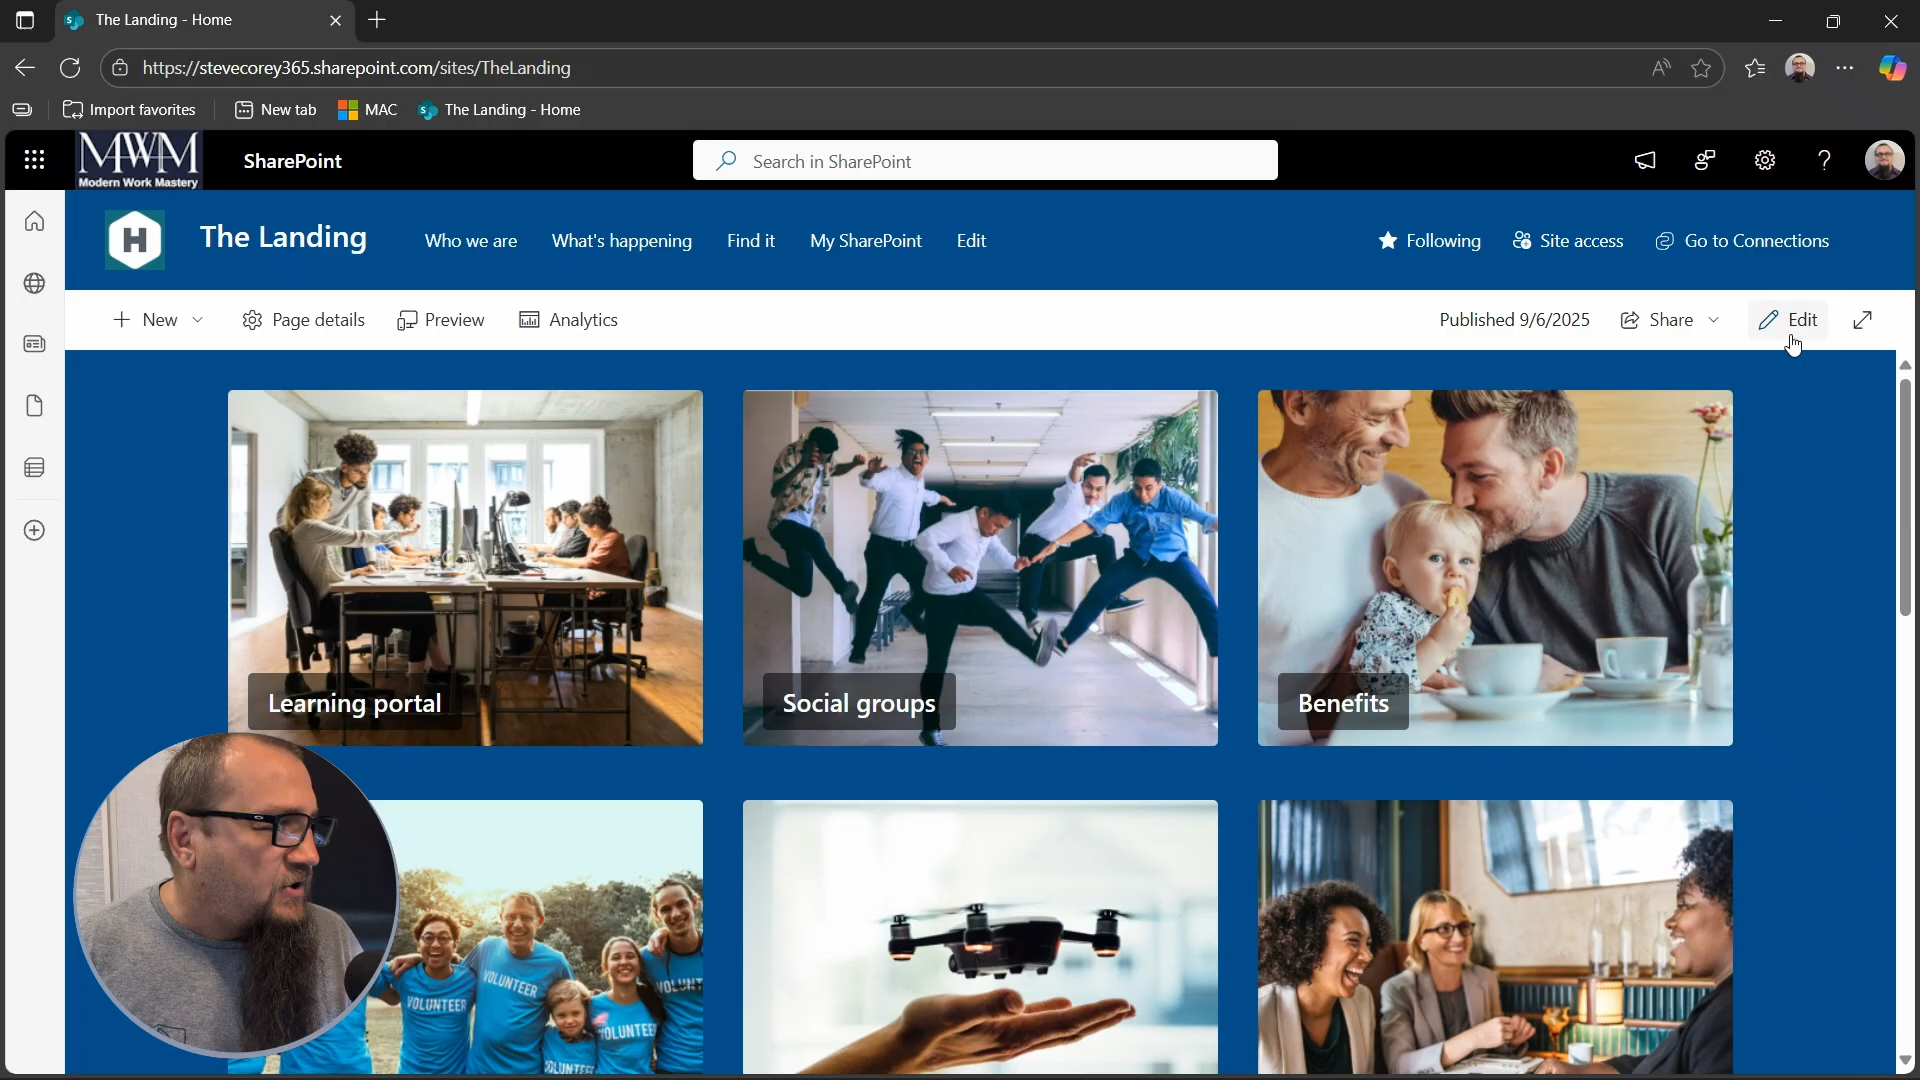 The Landing - Home
https://stevecorey365.sharepoint.com/sites/TheLanding
Import favorites
New tab
MAC
The Landing - Home
MWM
Modern Work Mastery
SharePoint
Search in SharePoint
H
The Landing
Who we are
What's happening
Find it
My SharePoint
Edit
Following
Site access
Go to Connections
New
Page details
Preview
Analytics
Published 9/6/2025
Share
Edit
Learning portal
Social groups
Benefits
VOLUNTEER
VOLUNTEER